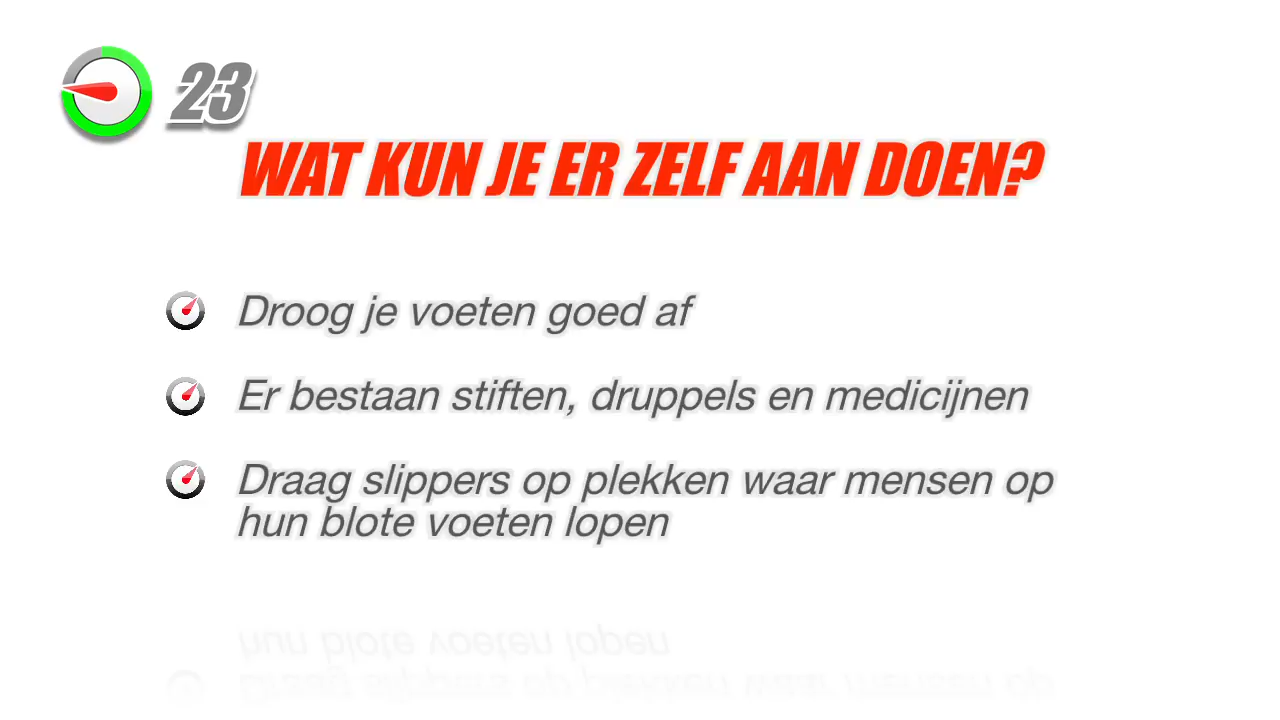 23
WAT KUN JE ER ZELF AAN DOEN?
Droog je voeten goed af
Er bestaan stiften, druppels en medicijnen
Draag slippers op plekken waar mensen op
hun blote voeten lopen